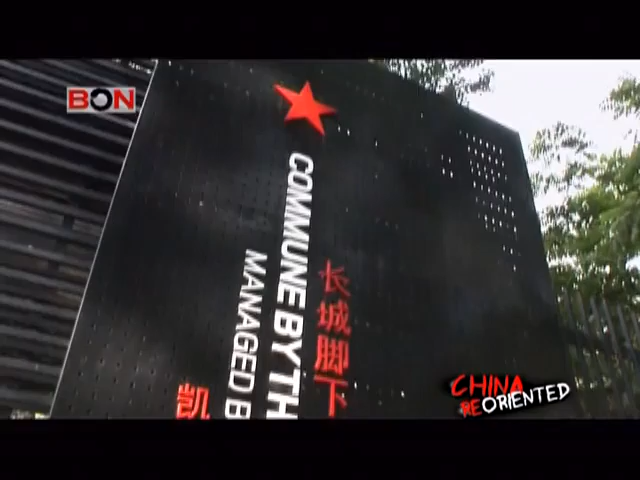 BON
COMMUNE BY TH
长城脚下
MANAGED B
凯
CHINA
REORIENTED